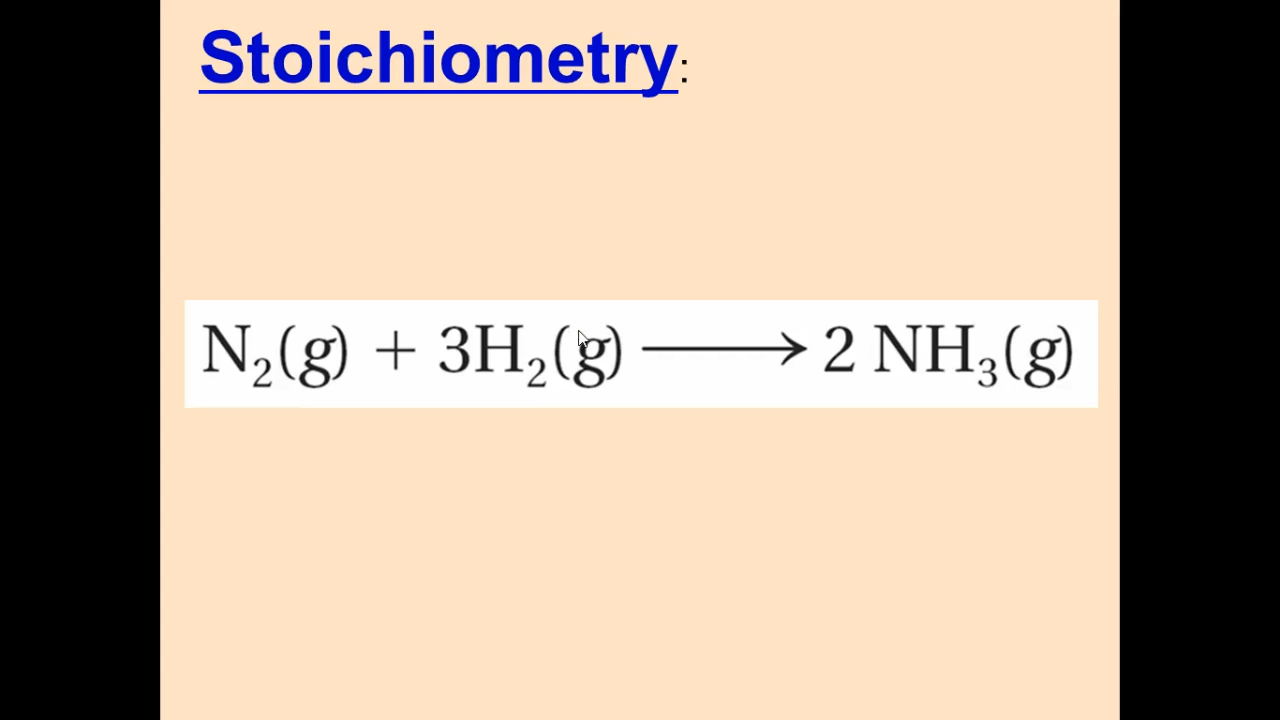 Stoichiometry:
N₂(g) + 3H₂(g) ⟶ 2 NH₃(g)